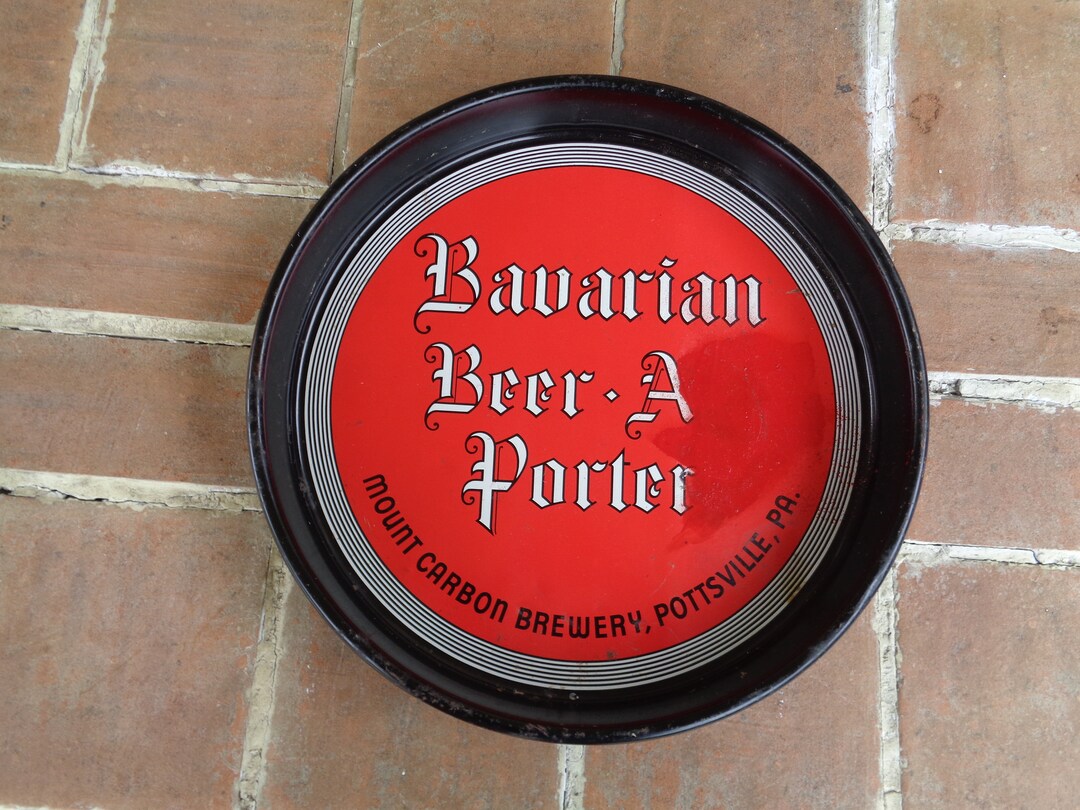 Bavarian
Beer · A
Porter
MOUNT CARBON BREWERY, POTTSVILLE, PA.